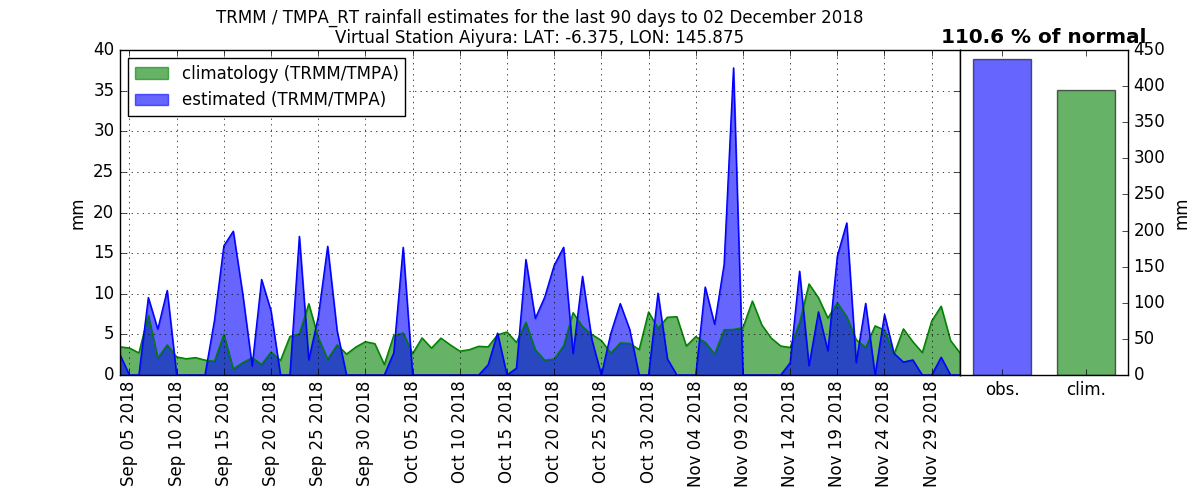 TRMM / TMPA_RT rainfall estimates for the last 90 days to 02 December 2018
Virtual Station Aiyura: LAT: -6.375, LON: 145.875
110.6 % of normal
climatology (TRMM/TMPA)
estimated (TRMM/TMPA)
40
35
30
25
20
15
10
5
0
mm
450
400
350
300
250
200
150
100
50
0
mm
Sep 05 2018
Sep 10 2018
Sep 15 2018
Sep 20 2018
Sep 25 2018
Sep 30 2018
Oct 05 2018
Oct 10 2018
Oct 15 2018
Oct 20 2018
Oct 25 2018
Oct 30 2018
Nov 04 2018
Nov 09 2018
Nov 14 2018
Nov 19 2018
Nov 24 2018
Nov 29 2018
obs.
clim.